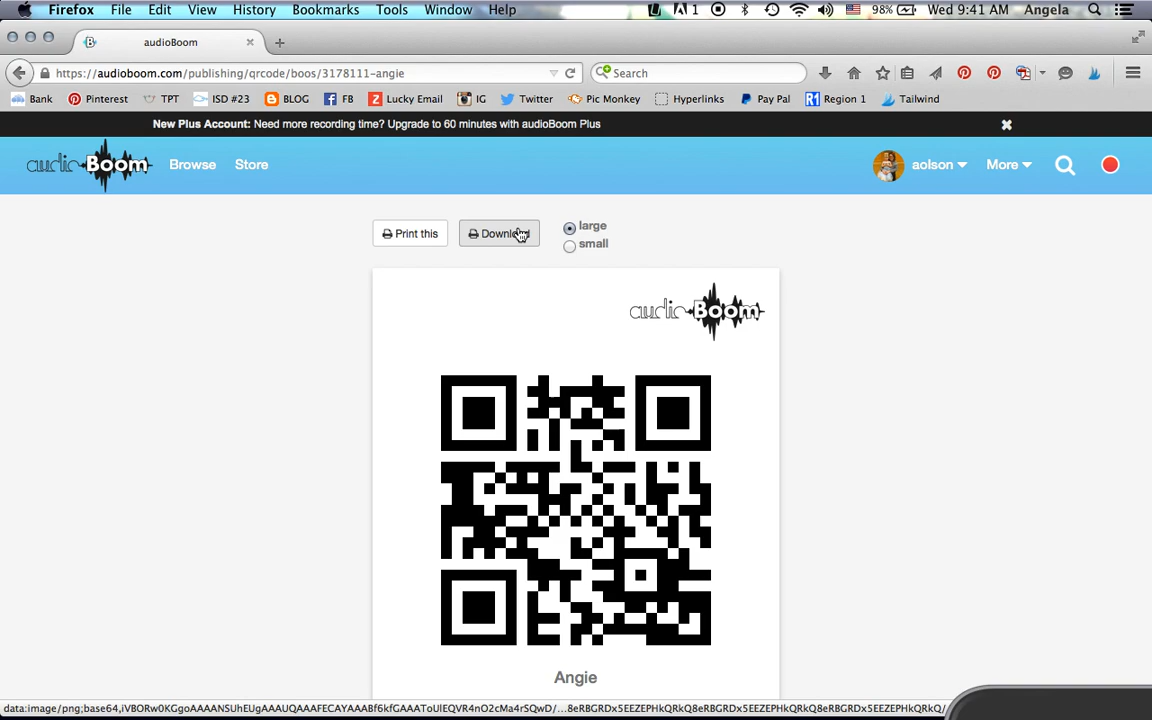 Firefox File Edit View History Bookmarks Tools Window Help 1 98% Wed 9:41 AM Angela
audioBoom
https://audioboom.com/publishing/qrcode/boos/3178111-angie Search
Bank Pinterest TPT ISD #23 BLOG FB Lucky Email IG Twitter Pic Monkey Hyperlinks Pay Pal Region 1 Tailwind
New Plus Account: Need more recording time? Upgrade to 60 minutes with audioBoom Plus
audioBoom Browse Store aolson More
Print this Download large
small
audioBoom
Angie